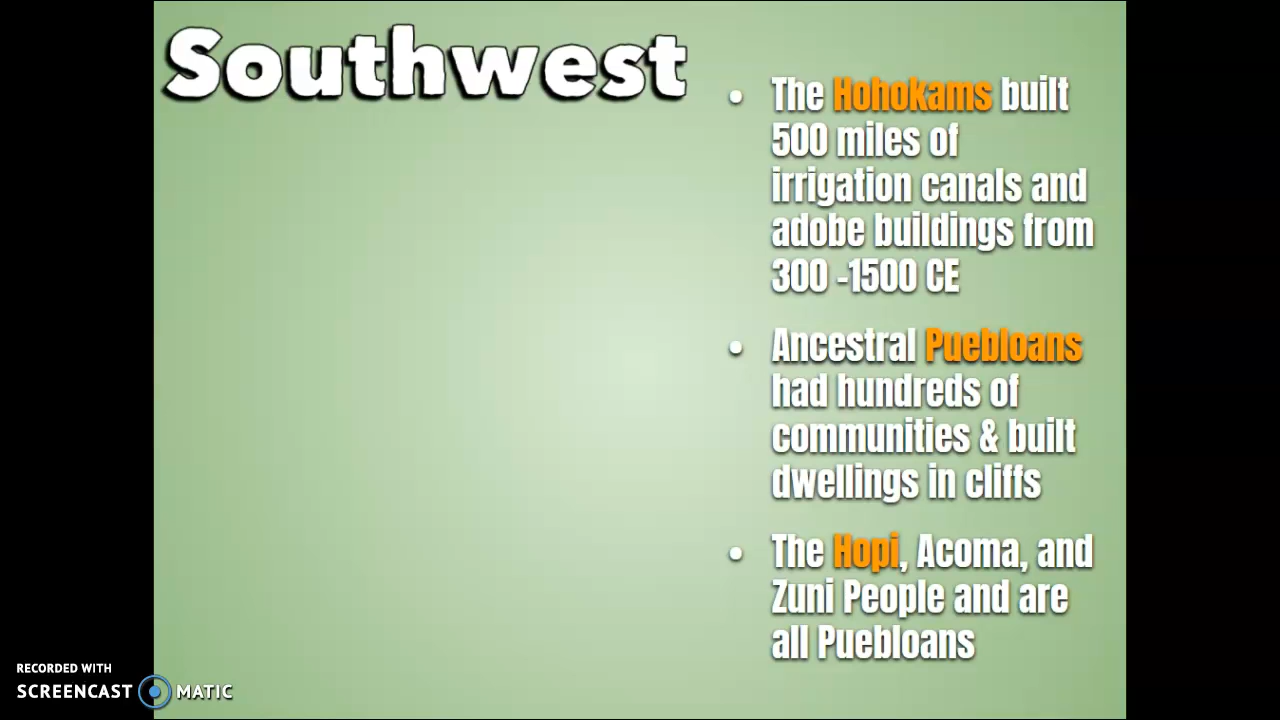 Southwest
• The Hohokams built
500 miles of
irrigation canals and
adobe buildings from
300 -1500 CE
• Ancestral Puebloans
had hundreds of
communities & built
dwellings in cliffs
• The Hopi, Acoma, and
Zuni People and are
all Puebloans
RECORDED WITH
SCREENCAST MATIC